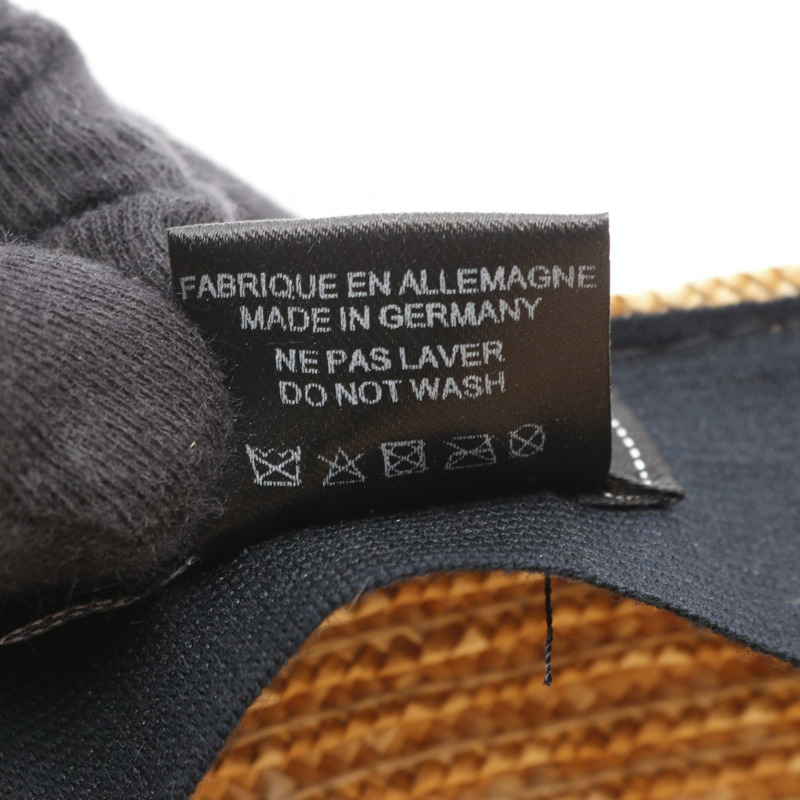 FABRIQUE EN ALLEMAGNE
MADE IN GERMANY
NE PAS LAVER
DO NOT WASH